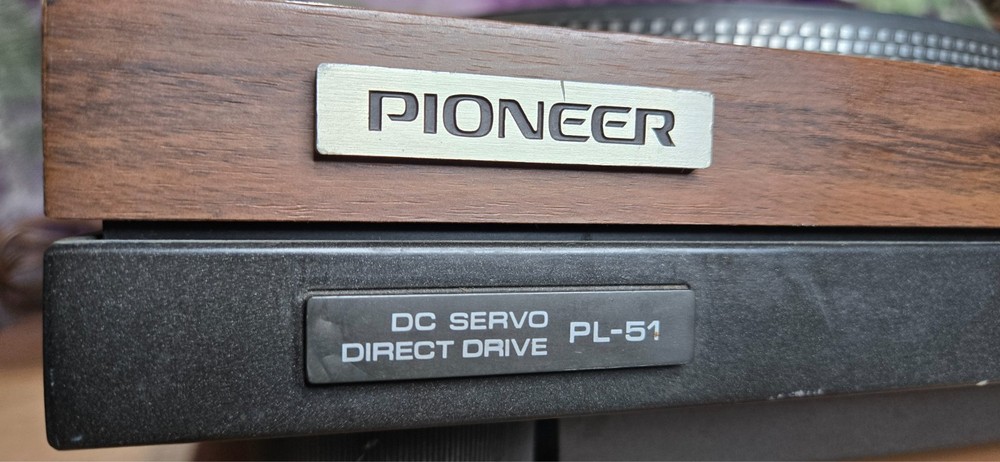 PIONEER
DC SERVO
DIRECT DRIVE
PL-51